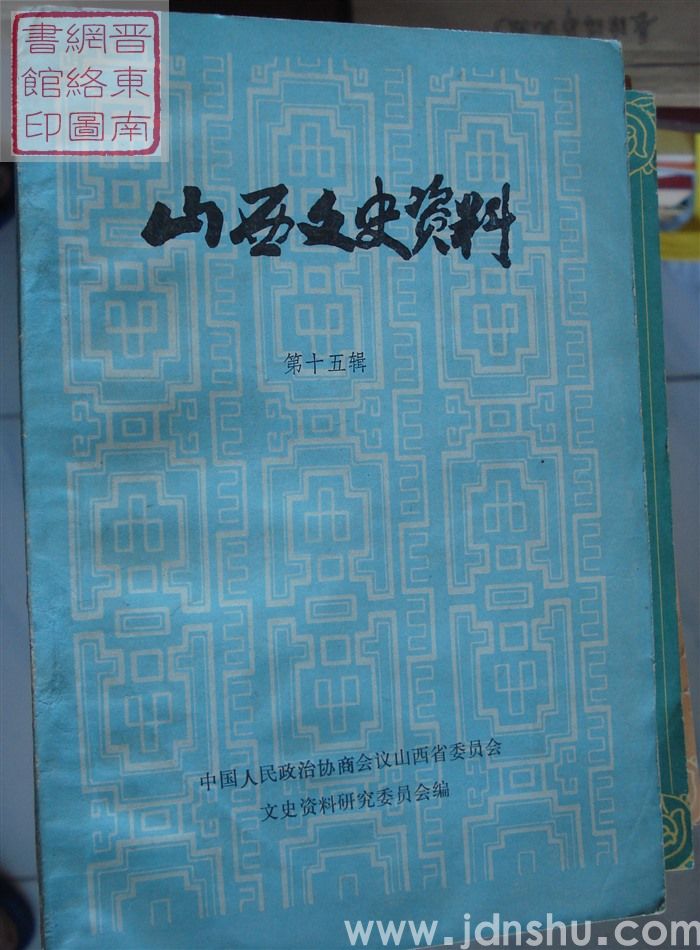 晋東南
網絡圖
書館印
山西文史资料
第十五辑
中国人民政治协商会议山西省委员会
文史资料研究委员会编
www.jdnshu.com